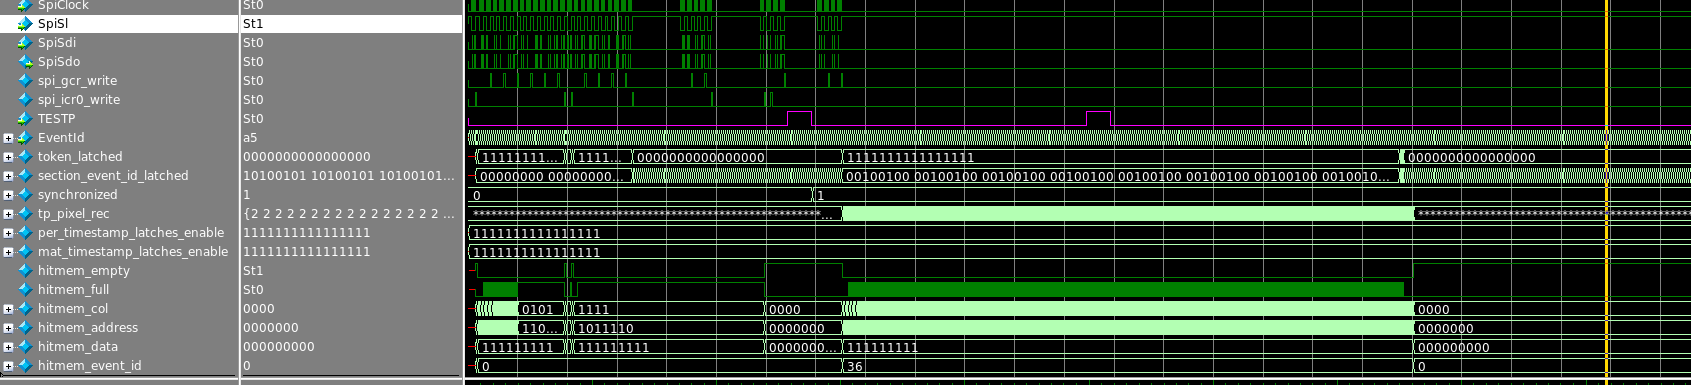 SpiClock St0
SpiSl St1
SpiSdi St0
SpiSdo St0
spi_gcr_write St0
spi_icr0_write St0
TESTP St0
EventId a5
token_latched 0000000000000000 11111111... 1111... 0000000000000000 1111111111111111 0000000000000000
section_event_id_latched 10100101 10100101 10100101... 00000000 00000000... 00100100 00100100 00100100 00100100 00100100 00100100 00100100 0010010...
synchronized 1 0 1
tp_pixel_rec {2 2 2 2 2 2 2 2 2 2 2 2 2 2 2 ...
per_timestamp_latches_enable 1111111111111111 1111111111111111
mat_timestamp_latches_enable 1111111111111111 1111111111111111
hitmem_empty St1
hitmem_full St0
hitmem_col 0000 0101 1111 0000 0000
hitmem_address 0000000 110... 1011110 0000000 0000000
hitmem_data 000000000 111111111 111111111 0000000... 111111111 000000000
hitmem_event_id 0 0 36 0